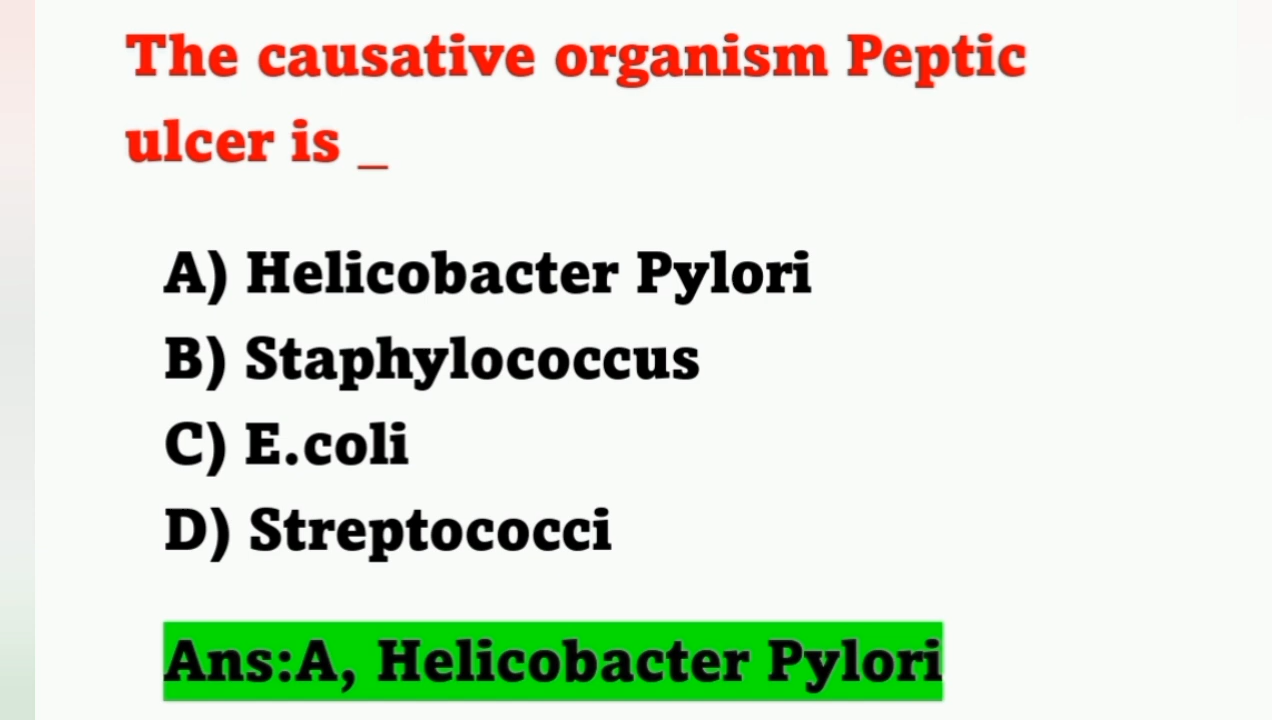 The causative organism Peptic
ulcer is _
A) Helicobacter Pylori
B) Staphylococcus
C) E.coli
D) Streptococci
Ans:A, Helicobacter Pylori